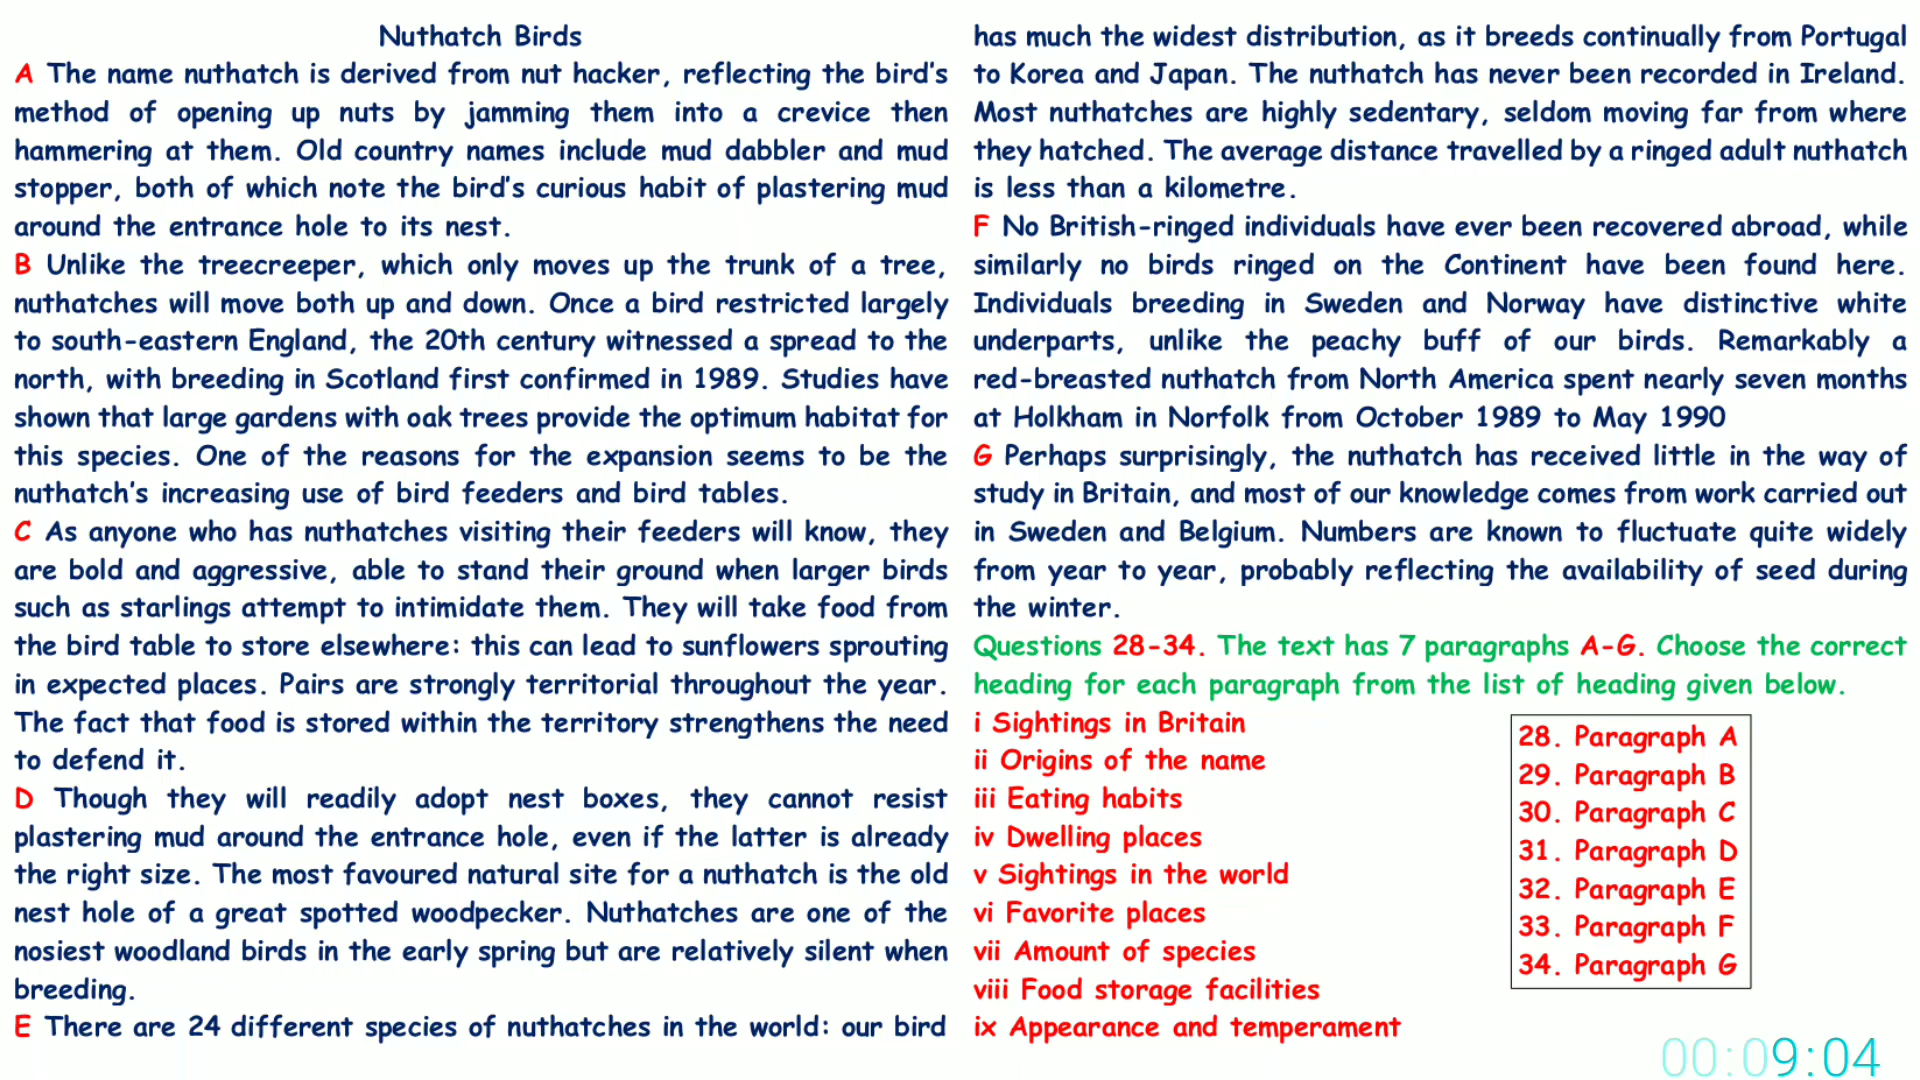 Nuthatch Birds
A The name nuthatch is derived from nut hacker, reflecting the bird's
method of opening up nuts by jamming them into a crevice then
hammering at them. Old country names include mud dabbler and mud
stopper, both of which note the bird's curious habit of plastering mud
around the entrance hole to its nest.
B Unlike the treecreeper, which only moves up the trunk of a tree,
nuthatches will move both up and down. Once a bird restricted largely
to south-eastern England, the 20th century witnessed a spread to the
north, with breeding in Scotland first confirmed in 1989. Studies have
shown that large gardens with oak trees provide the optimum habitat for
this species. One of the reasons for the expansion seems to be the
nuthatch's increasing use of bird feeders and bird tables.
C As anyone who has nuthatches visiting their feeders will know, they
are bold and aggressive, able to stand their ground when larger birds
such as starlings attempt to intimidate them. They will take food from
the bird table to store elsewhere: this can lead to sunflowers sprouting
in expected places. Pairs are strongly territorial throughout the year.
The fact that food is stored within the territory strengthens the need
to defend it.
D Though they will readily adopt nest boxes, they cannot resist
plastering mud around the entrance hole, even if the latter is already
the right size. The most favoured natural site for a nuthatch is the old
nest hole of a great spotted woodpecker. Nuthatches are one of the
nosiest woodland birds in the early spring but are relatively silent when
breeding.
E There are 24 different species of nuthatches in the world: our bird
has much the widest distribution, as it breeds continually from Portugal
to Korea and Japan. The nuthatch has never been recorded in Ireland.
Most nuthatches are highly sedentary, seldom moving far from where
they hatched. The average distance travelled by a ringed adult nuthatch
is less than a kilometre.
F No British-ringed individuals have ever been recovered abroad, while
similarly no birds ringed on the Continent have been found here.
Individuals breeding in Sweden and Norway have distinctive white
underparts, unlike the peachy buff of our birds. Remarkably a
red-breasted nuthatch from North America spent nearly seven months
at Holkham in Norfolk from October 1989 to May 1990
G Perhaps surprisingly, the nuthatch has received little in the way of
study in Britain, and most of our knowledge comes from work carried out
in Sweden and Belgium. Numbers are known to fluctuate quite widely
from year to year, probably reflecting the availability of seed during
the winter.
Questions 28-34. The text has 7 paragraphs A-G. Choose the correct
heading for each paragraph from the list of heading given below.
i Sightings in Britain
ii Origins of the name
iii Eating habits
iv Dwelling places
v Sightings in the world
vi Favorite places
vii Amount of species
viii Food storage facilities
ix Appearance and temperament
28. Paragraph A
29. Paragraph B
30. Paragraph C
31. Paragraph D
32. Paragraph E
33. Paragraph F
34. Paragraph G
00:09:04